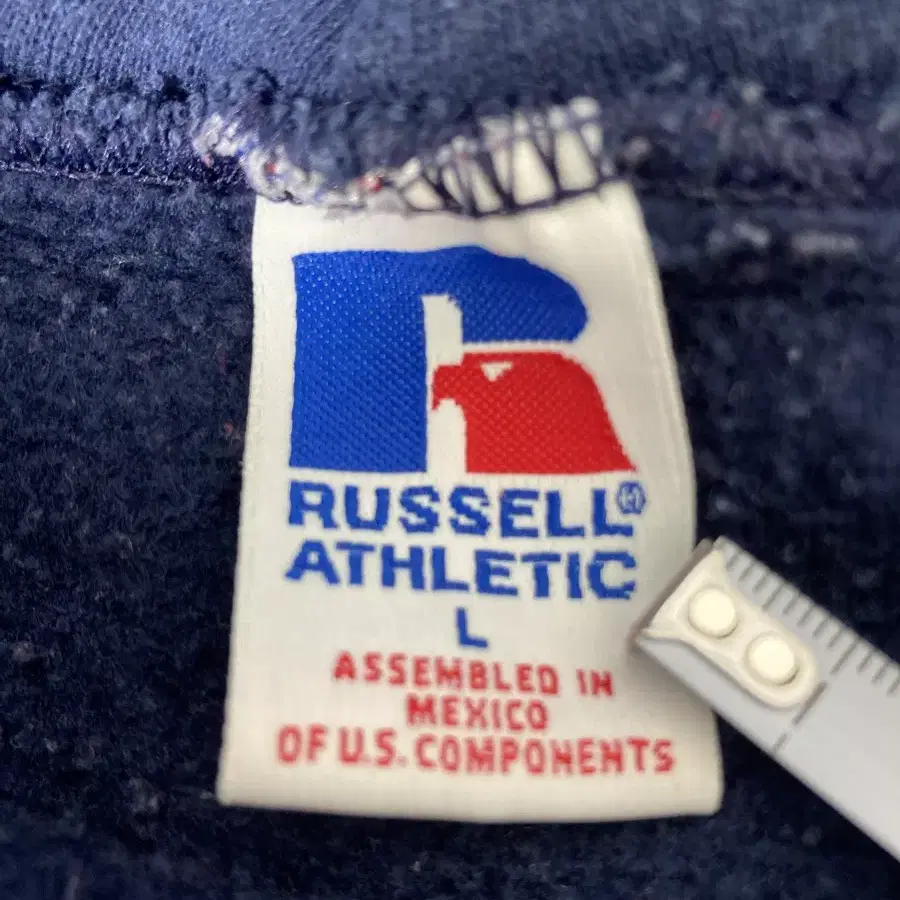 RUSSELL®
ATHLETIC
L
ASSEMBLED IN
MEXICO
OF U.S. COMPONENTS